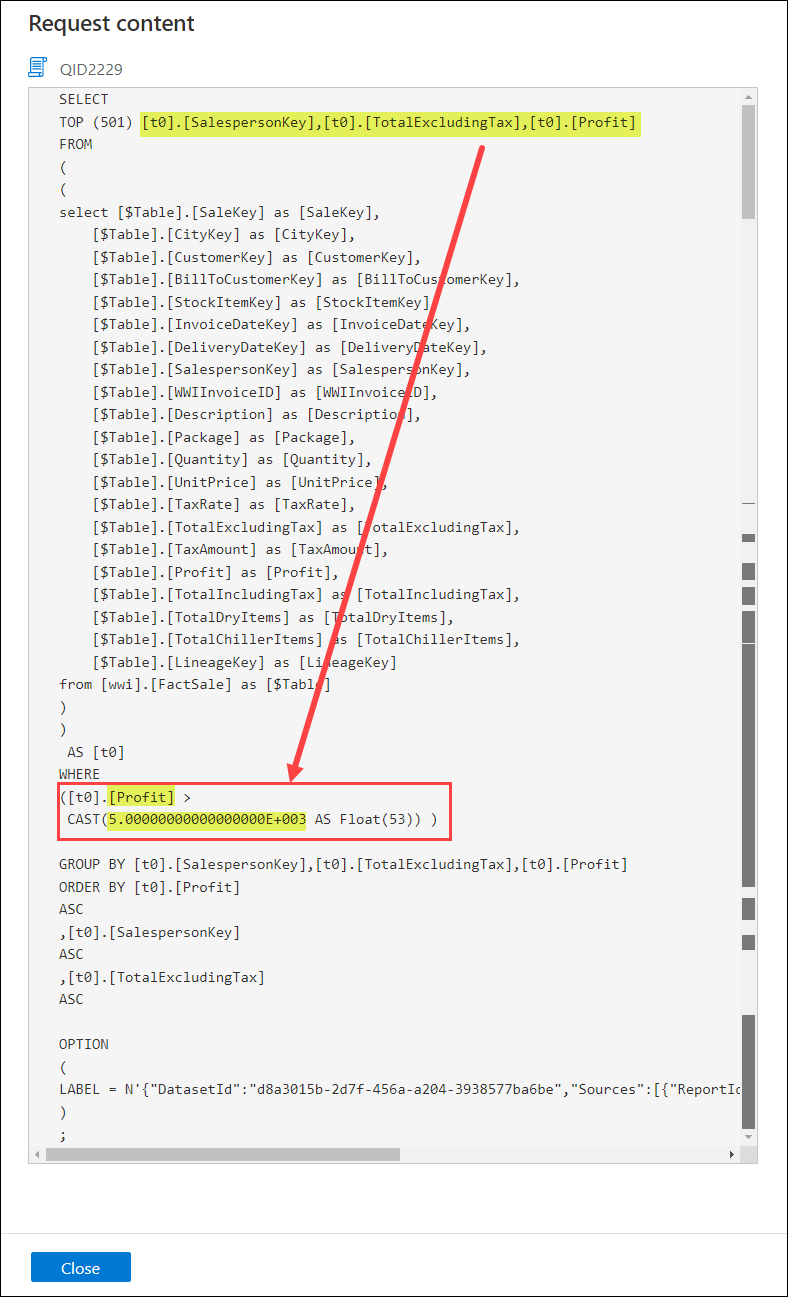 Request content
QID2229
SELECT
TOP (501) [t0].[SalespersonKey],[t0].[TotalExcludingTax],[t0].[Profit]
FROM
(
(
select [$Table].[SaleKey] as [SaleKey],
[$Table].[CityKey] as [CityKey],
[$Table].[CustomerKey] as [CustomerKey],
[$Table].[BillToCustomerKey] as [BillToCustomerKey],
[$Table].[StockItemKey] as [StockItemKey],
[$Table].[InvoiceDateKey] as [InvoiceDateKey],
[$Table].[DeliveryDateKey] as [DeliveryDateKey],
[$Table].[SalespersonKey] as [SalespersonKey],
[$Table].[WWIInvoiceID] as [WWIInvoiceID],
[$Table].[Description] as [Description],
[$Table].[Package] as [Package],
[$Table].[Quantity] as [Quantity],
[$Table].[UnitPrice] as [UnitPrice],
[$Table].[TaxRate] as [TaxRate],
[$Table].[TotalExcludingTax] as [TotalExcludingTax],
[$Table].[TaxAmount] as [TaxAmount],
[$Table].[Profit] as [Profit],
[$Table].[TotalIncludingTax] as [TotalIncludingTax],
[$Table].[TotalDryItems] as [TotalDryItems],
[$Table].[TotalChillerItems] as [TotalChillerItems],
[$Table].[LineageKey] as [LineageKey]
from [wwi].[FactSale] as [$Table]
)
)
AS [t0]
WHERE
([t0].[Profit] >
CAST(5.00000000000000000E+003 AS Float(53)) )
GROUP BY [t0].[SalespersonKey],[t0].[TotalExcludingTax],[t0].[Profit]
ORDER BY [t0].[Profit]
ASC
,[t0].[SalespersonKey]
ASC
,[t0].[TotalExcludingTax]
ASC
OPTION
(
LABEL = N'{"DatasetId":"d8a3015b-2d7f-456a-a204-3938577ba6be","Sources":[{"ReportId
)
;
Close